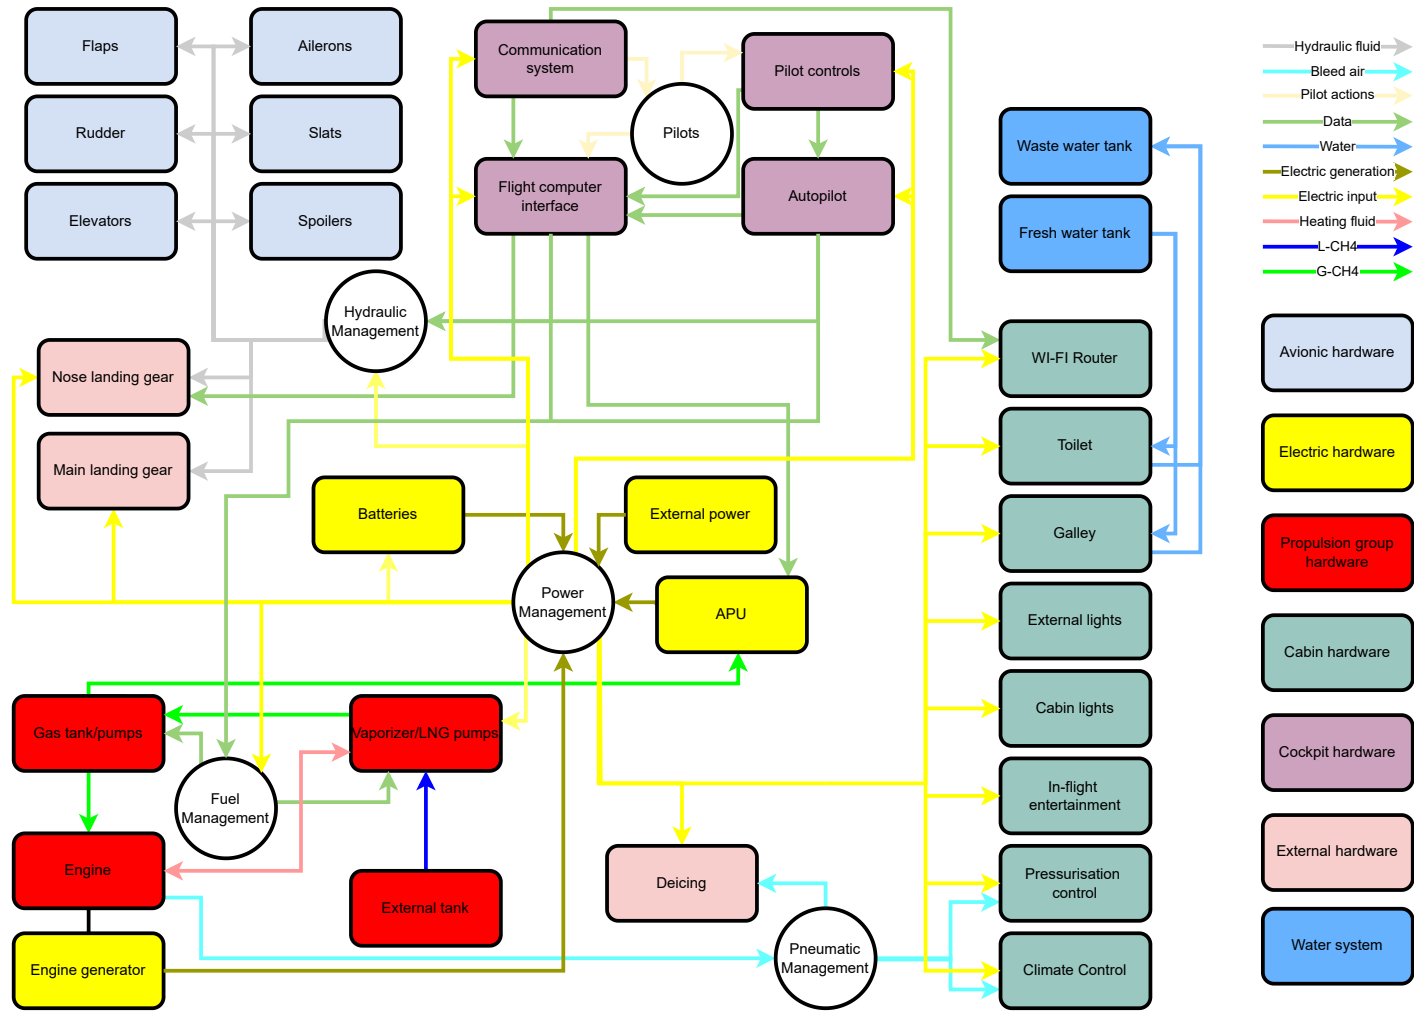 Flaps
Ailerons
Rudder
Slats
Elevators
Spoilers
Communication
system
Pilot controls
Pilots
Flight computer
interface
Autopilot
Hydraulic
Management
Nose landing gear
Main landing gear
Batteries
External power
Power
Management
APU
Gas tank/pumps
Vaporizer/LNG pumps
Fuel
Management
Engine
External tank
Engine generator
Deicing
Pneumatic
Management
Waste water tank
Fresh water tank
WI-FI Router
Toilet
Galley
External lights
Cabin lights
In-flight
entertainment
Pressurisation
control
Climate Control
Hydraulic fluid
Bleed air
Pilot actions
Data
Water
Electric generation
Electric input
Heating fluid
L-CH4
G-CH4
Avionic hardware
Electric hardware
Propulsion group
hardware
Cabin hardware
Cockpit hardware
External hardware
Water system